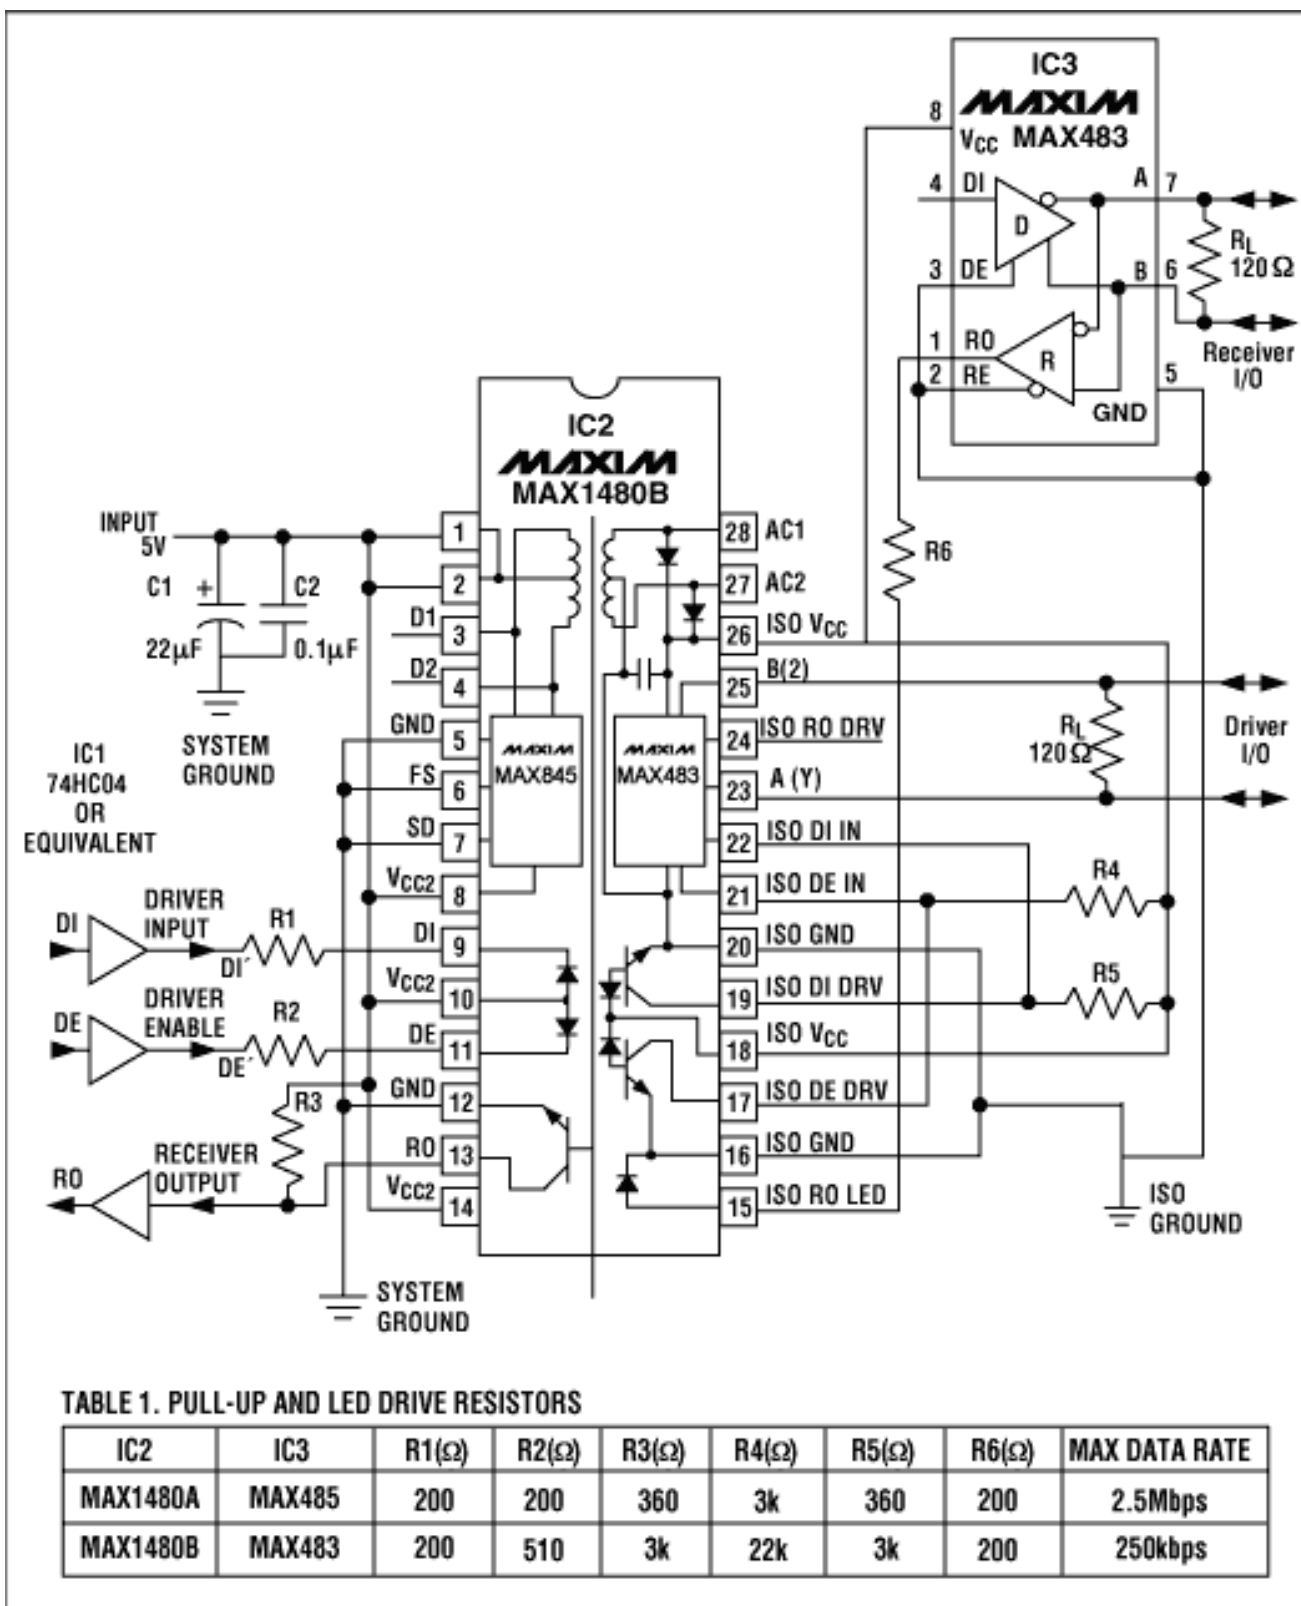 IC3
MAXIM
MAX483
8
VCC
4
DI
A
7
D
RL
120Ω
3
DE
B
6
1
RO
R
Receiver
I/O
2
RE
5
GND
IC2
MAXIM
MAX1480B
INPUT
5V
1
28
AC1
R6
C1
+
C2
2
27
AC2
22µF
0.1µF
D1
3
26
ISO VCC
D2
4
25
B(2)
SYSTEM
GROUND
GND
5
MAXIM
MAX845
MAXIM
MAX483
24
ISO RO DRV
RL
120Ω
Driver
I/O
IC1
74HC04
OR
EQUIVALENT
FS
6
23
A (Y)
SD
7
22
ISO DI IN
VCC2
8
21
ISO DE IN
R4
DI
DRIVER
INPUT
DI´
R1
DI
9
20
ISO GND
VCC2
10
19
ISO DI DRV
R5
DE
DRIVER
ENABLE
DE´
R2
DE
11
18
ISO VCC
GND
12
17
ISO DE DRV
R3
RO
RECEIVER
OUTPUT
RO
13
16
ISO GND
VCC2
14
15
ISO RO LED
ISO
GROUND
SYSTEM
GROUND
TABLE 1. PULL-UP AND LED DRIVE RESISTORS
IC2 IC3 R1(Ω) R2(Ω) R3(Ω) R4(Ω) R5(Ω) R6(Ω) MAX DATA RATE
MAX1480A MAX485 200 200 360 3k 360 200 2.5Mbps
MAX1480B MAX483 200 510 3k 22k 3k 200 250kbps